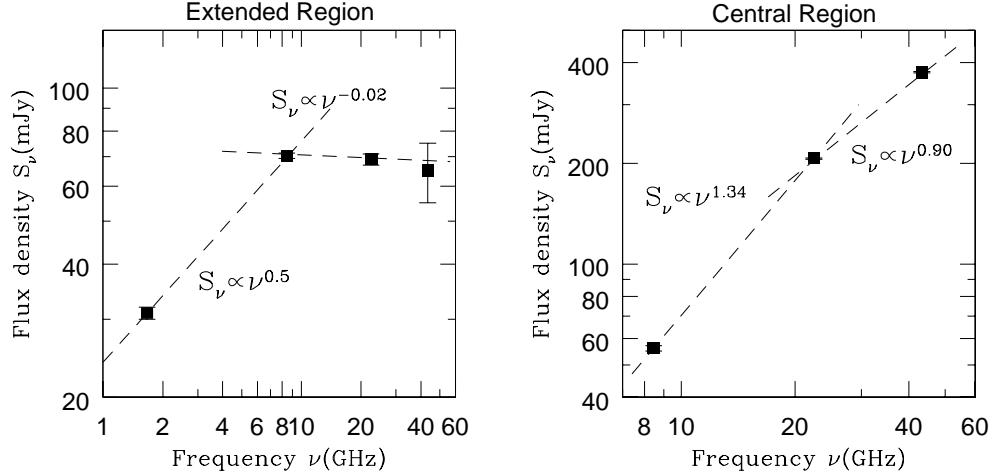 Extended Region
Flux density S_ν(mJy)
100
80
60
40
20
S_ν∝ν^−0.02
S_ν∝ν^0.5
1 2 4 6 8 10 20 40 60
Frequency ν(GHz)
Central Region
Flux density S_ν(mJy)
400
200
100
80
60
40
S_ν∝ν^0.90
S_ν∝ν^1.34
8 10 20 40 60
Frequency ν(GHz)